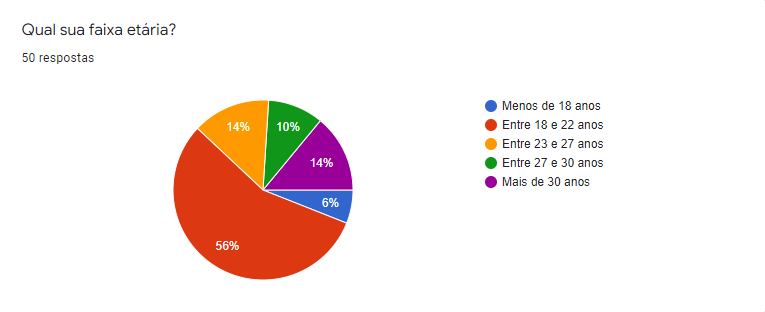 Qual sua faixa etária?
50 respostas
Menos de 18 anos
Entre 18 e 22 anos
Entre 23 e 27 anos
Entre 27 e 30 anos
Mais de 30 anos
14%
10%
14%
6%
56%